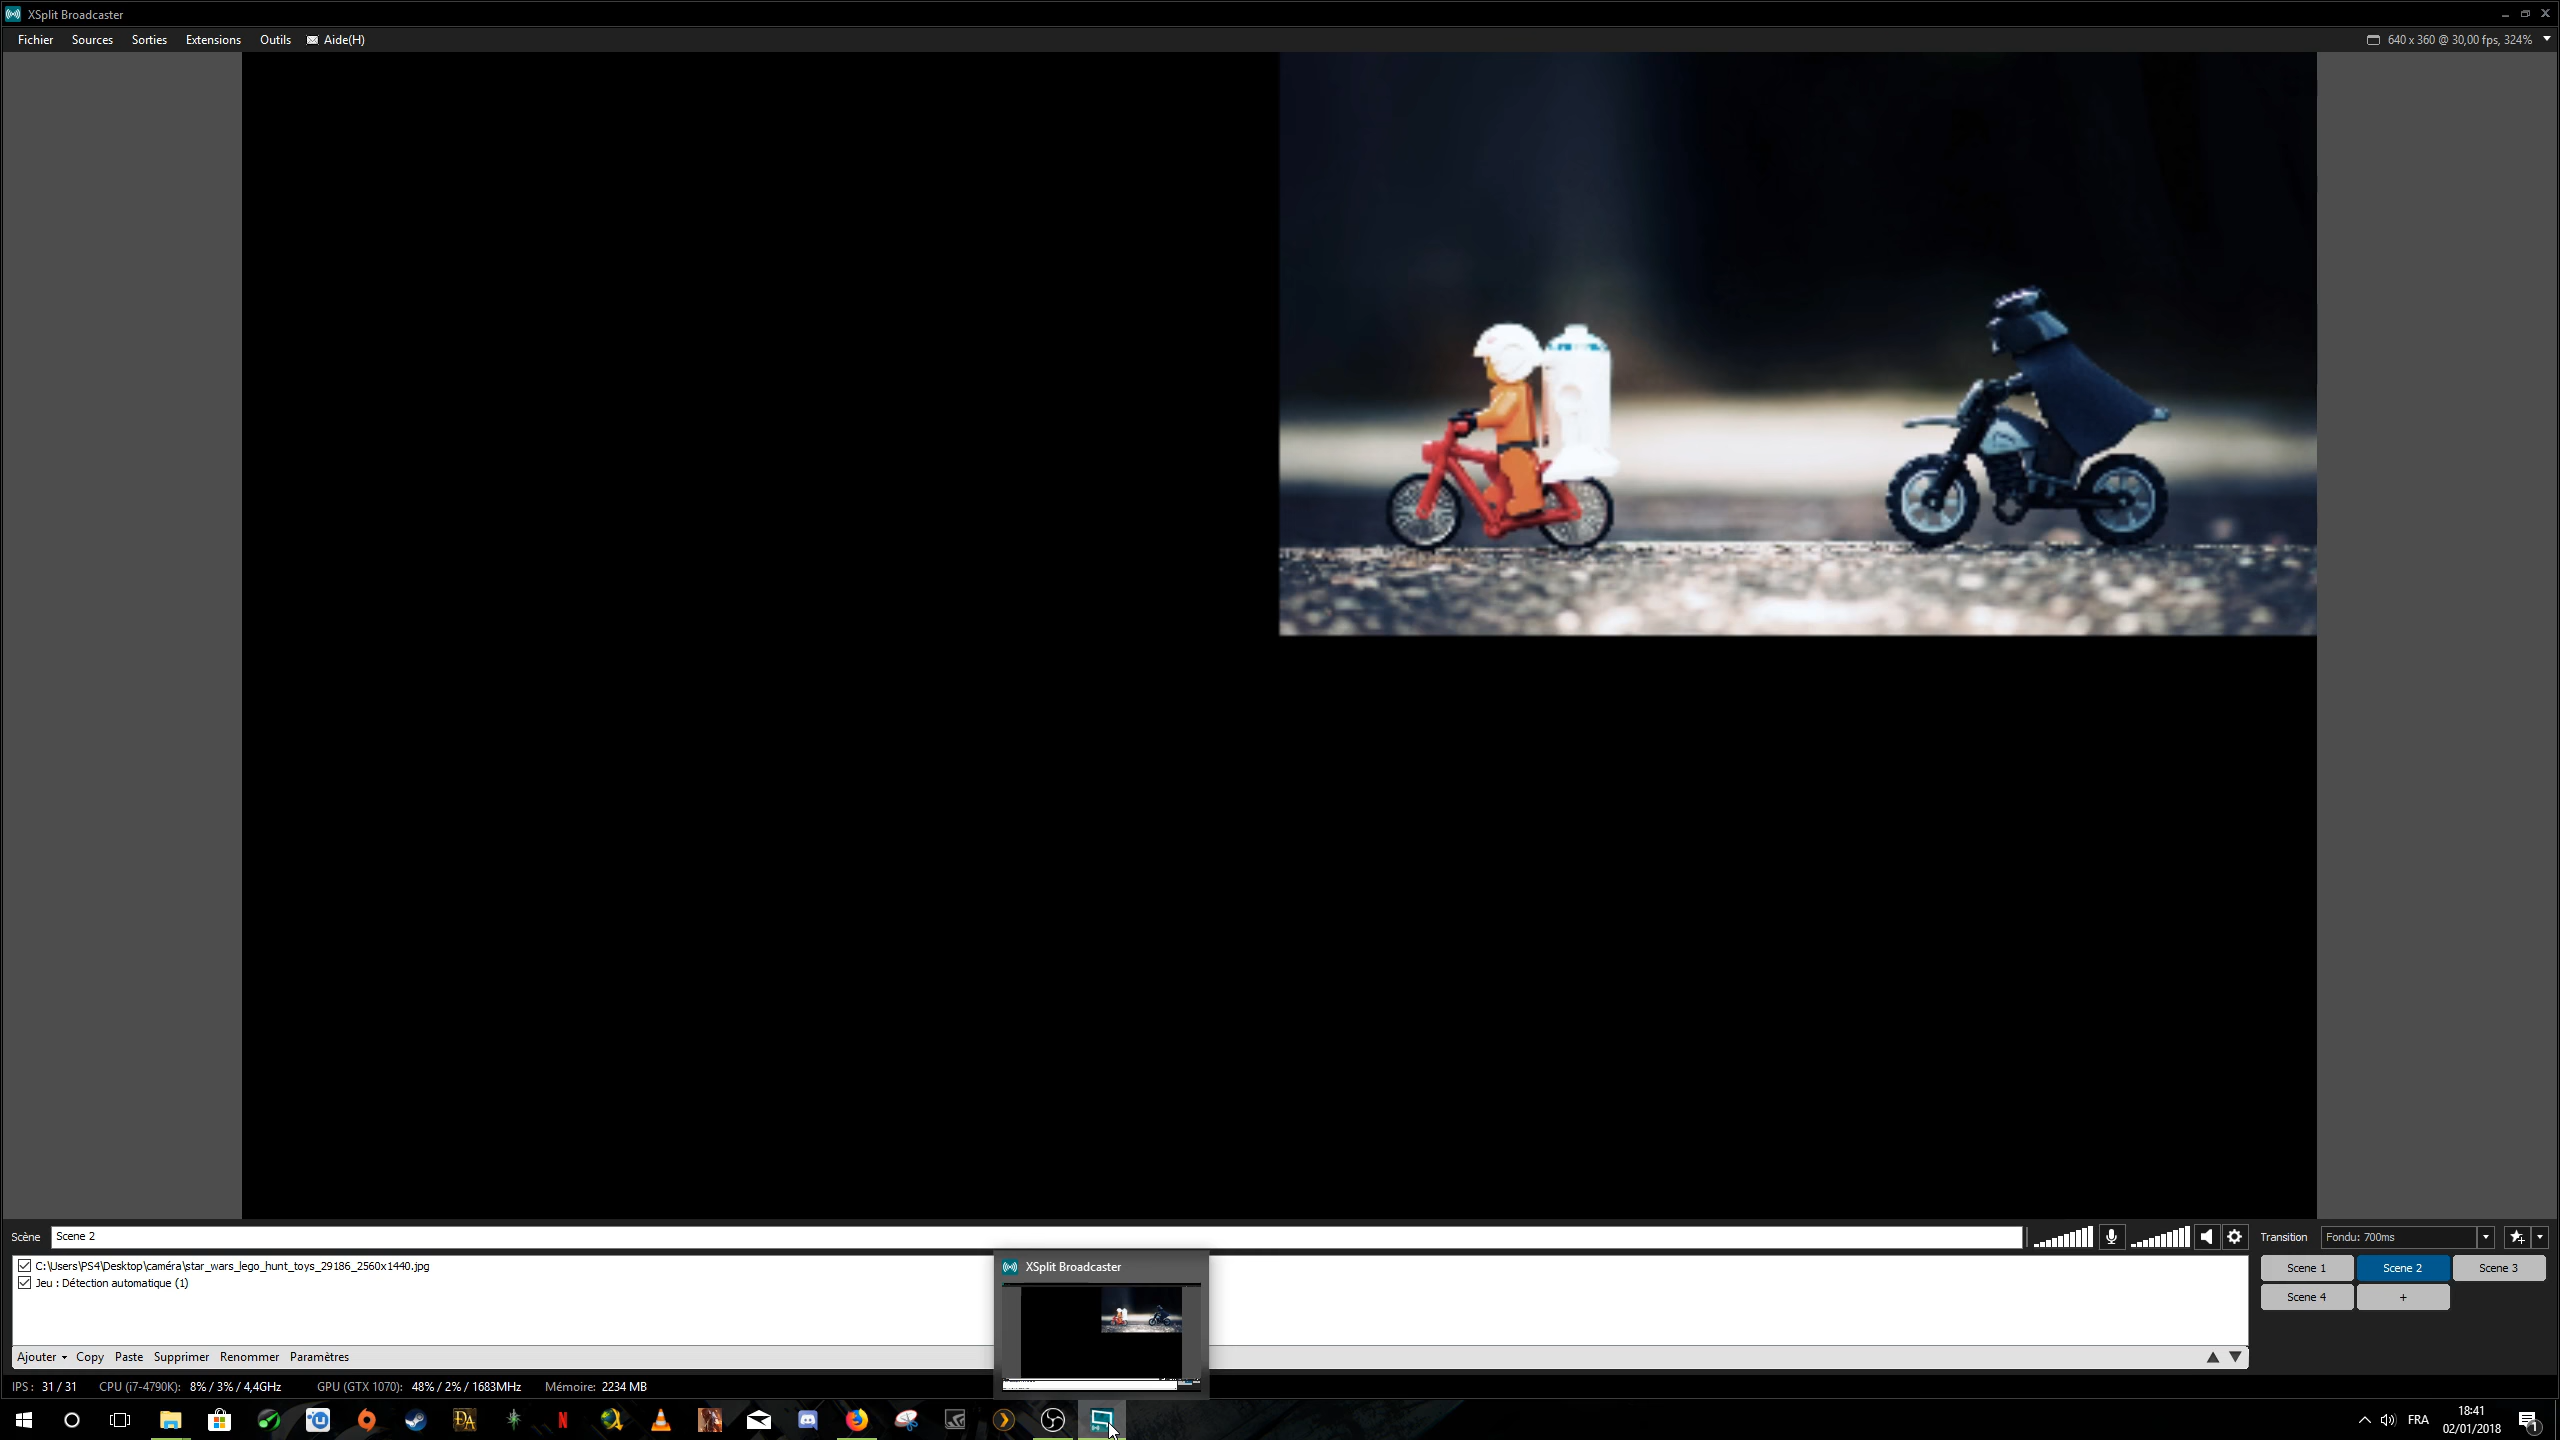 XSplit Broadcaster
Fichier Sources Sorties Extensions Outils Aide(H) 640 x 360 @ 30,00 fps, 324%
Scène Scene 2 Transition Fondu: 700ms
C:\Users\PS4\Desktop\caméra\star_wars_lego_hunt_toys_29186_2560x1440.jpg
Jeu : Détection automatique (1)
XSplit Broadcaster
Scene 1 Scene 2 Scene 3
Scene 4 +
Ajouter Copy Paste Supprimer Renommer Paramètres
IPS : 31 / 31 CPU (i7-4790K): 8% / 3% / 4,4GHz GPU (GTX 1070): 48% / 2% / 1683MHz Mémoire: 2234 MB
DA N FRA 18:41
02/01/2018 1